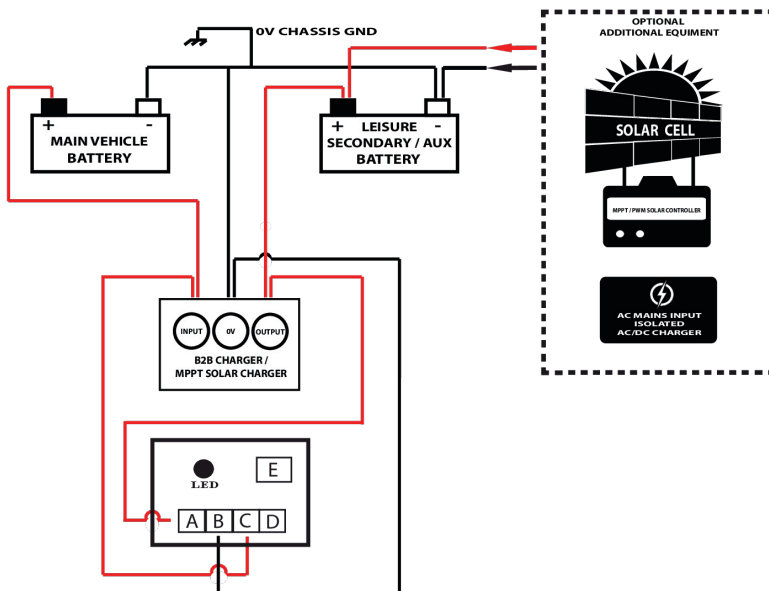 OPTIONAL
ADDITIONAL EQUIMENT
0V CHASSIS GND
+ -
MAIN VEHICLE
BATTERY
+ LEISURE -
SECONDARY / AUX
BATTERY
SOLAR CELL
MPPT / PWM SOLAR CONTROLLER
AC MAINS INPUT
ISOLATED
AC/DC CHARGER
INPUT 0V OUTPUT
B2B CHARGER /
MPPT SOLAR CHARGER
LED
E
A B C D